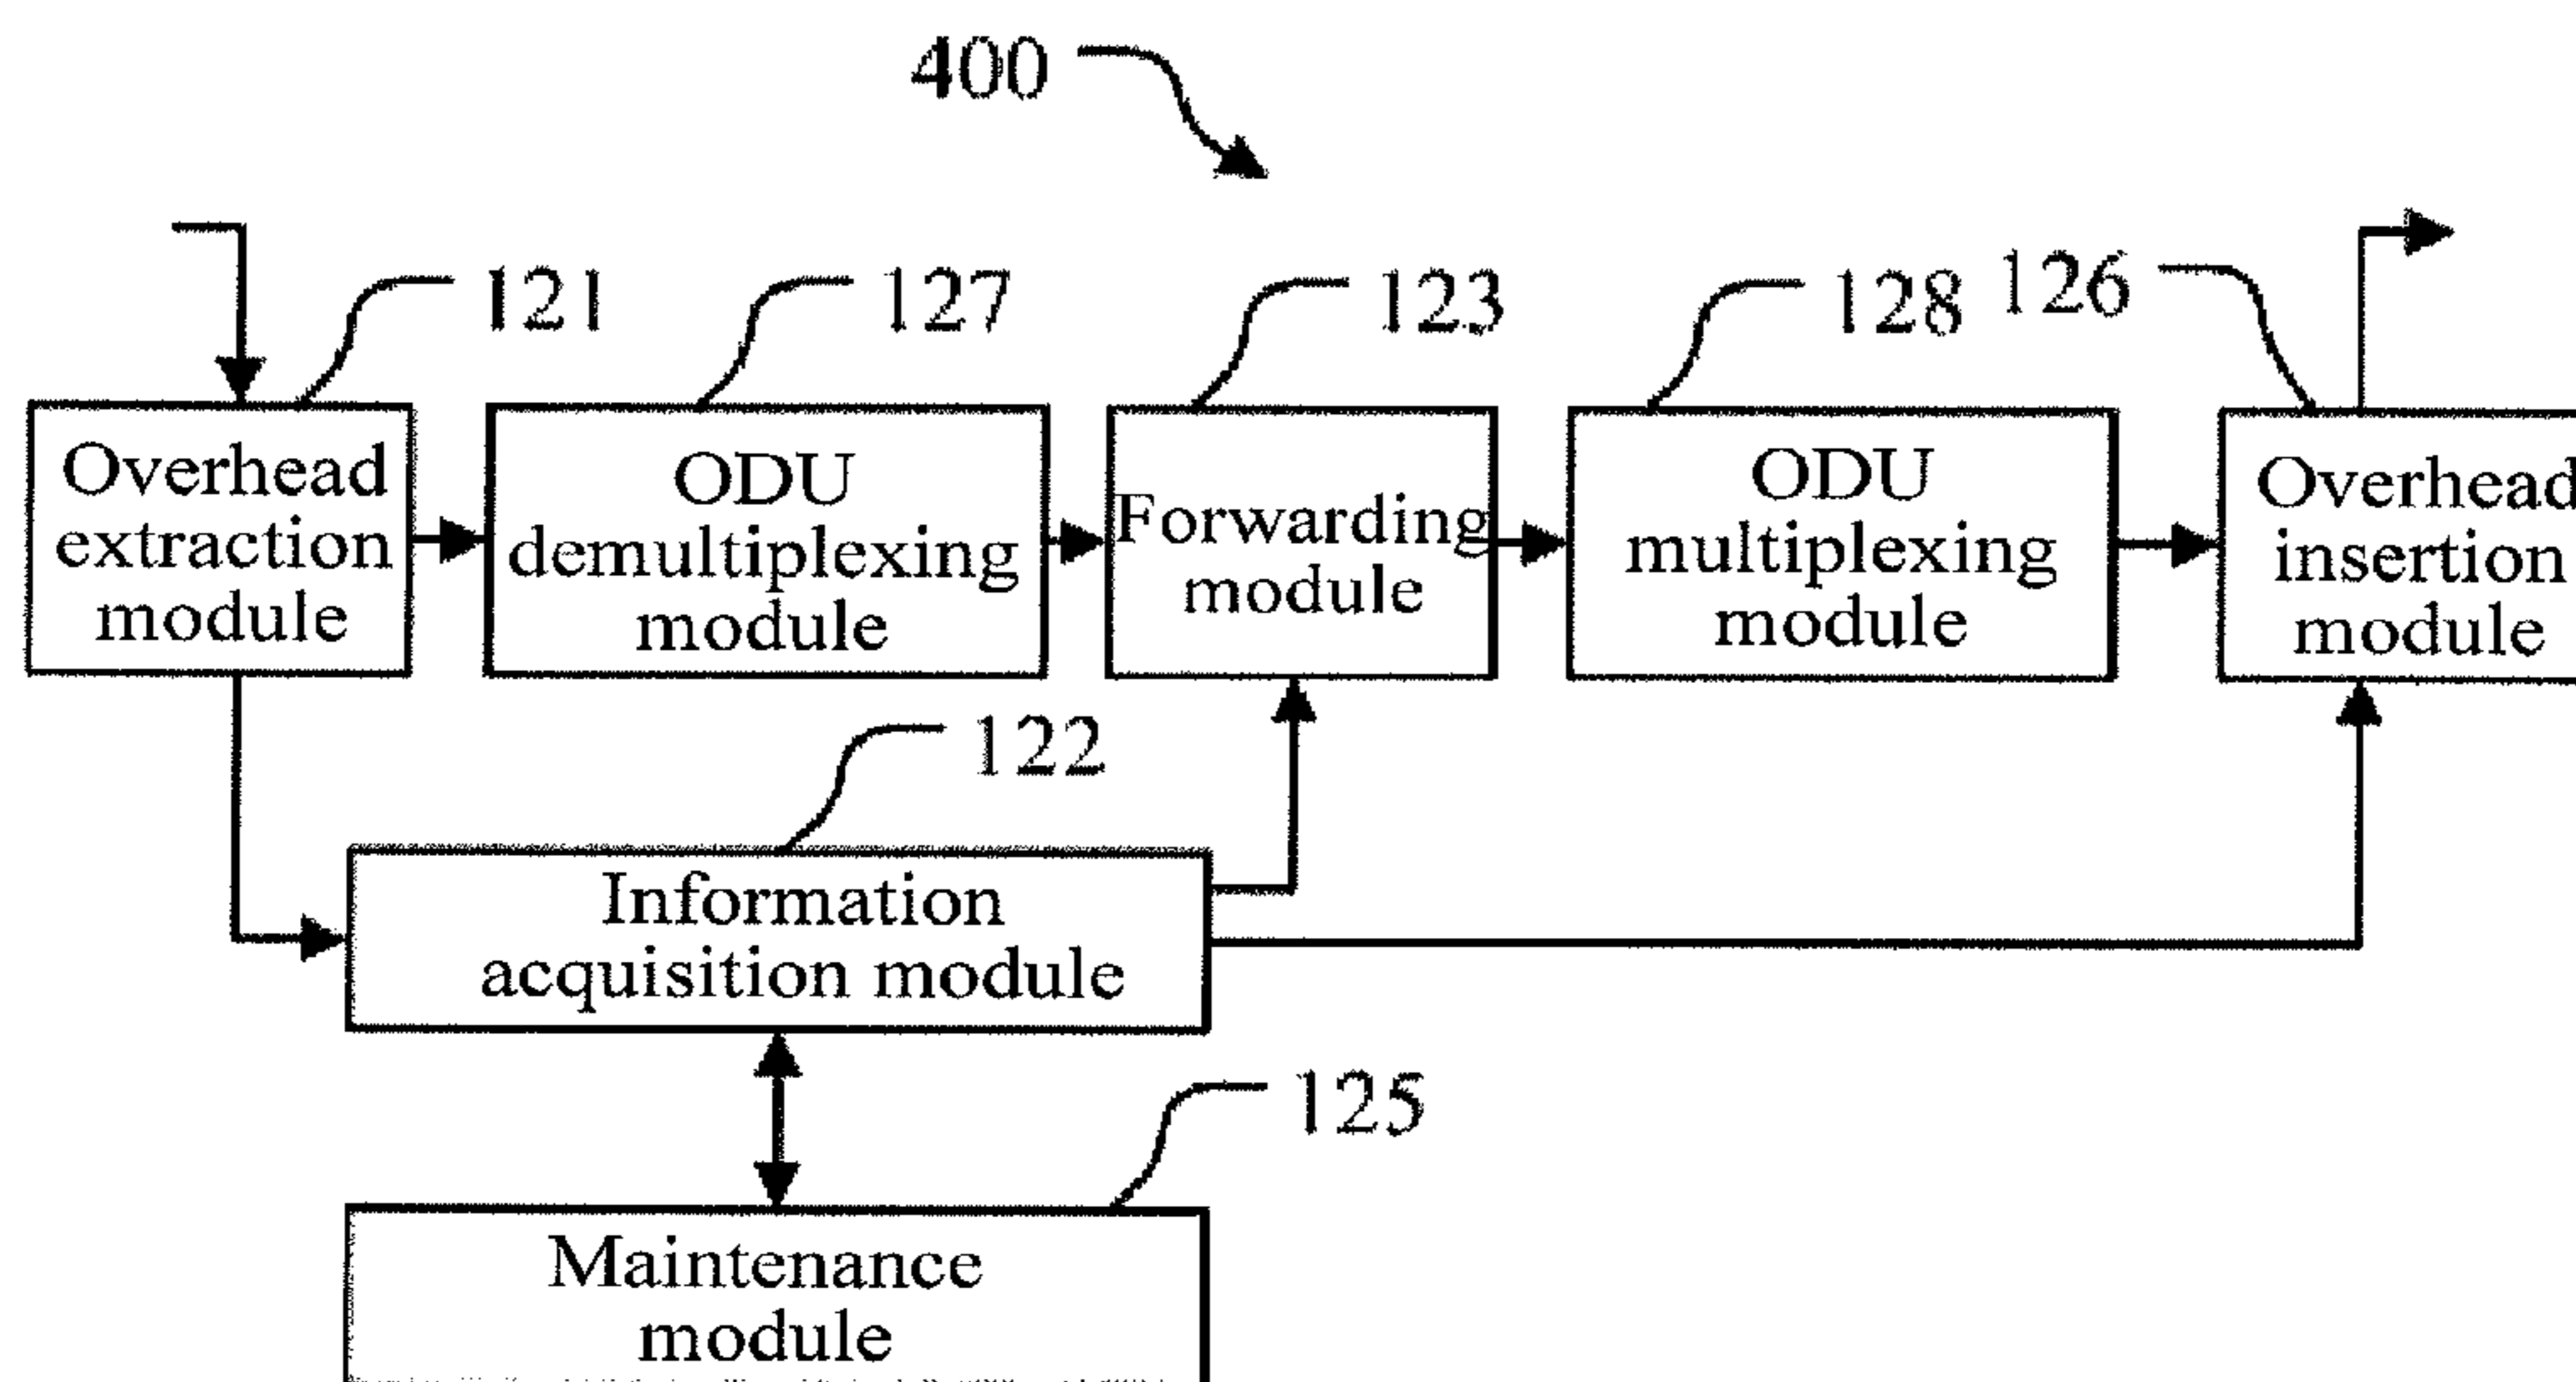 400
121
127
123
128
126
Overhead
extraction
module
ODU
demultiplexing
module
Forwarding
module
ODU
multiplexing
module
Overhead
insertion
module
122
Information
acquisition module
125
Maintenance
module